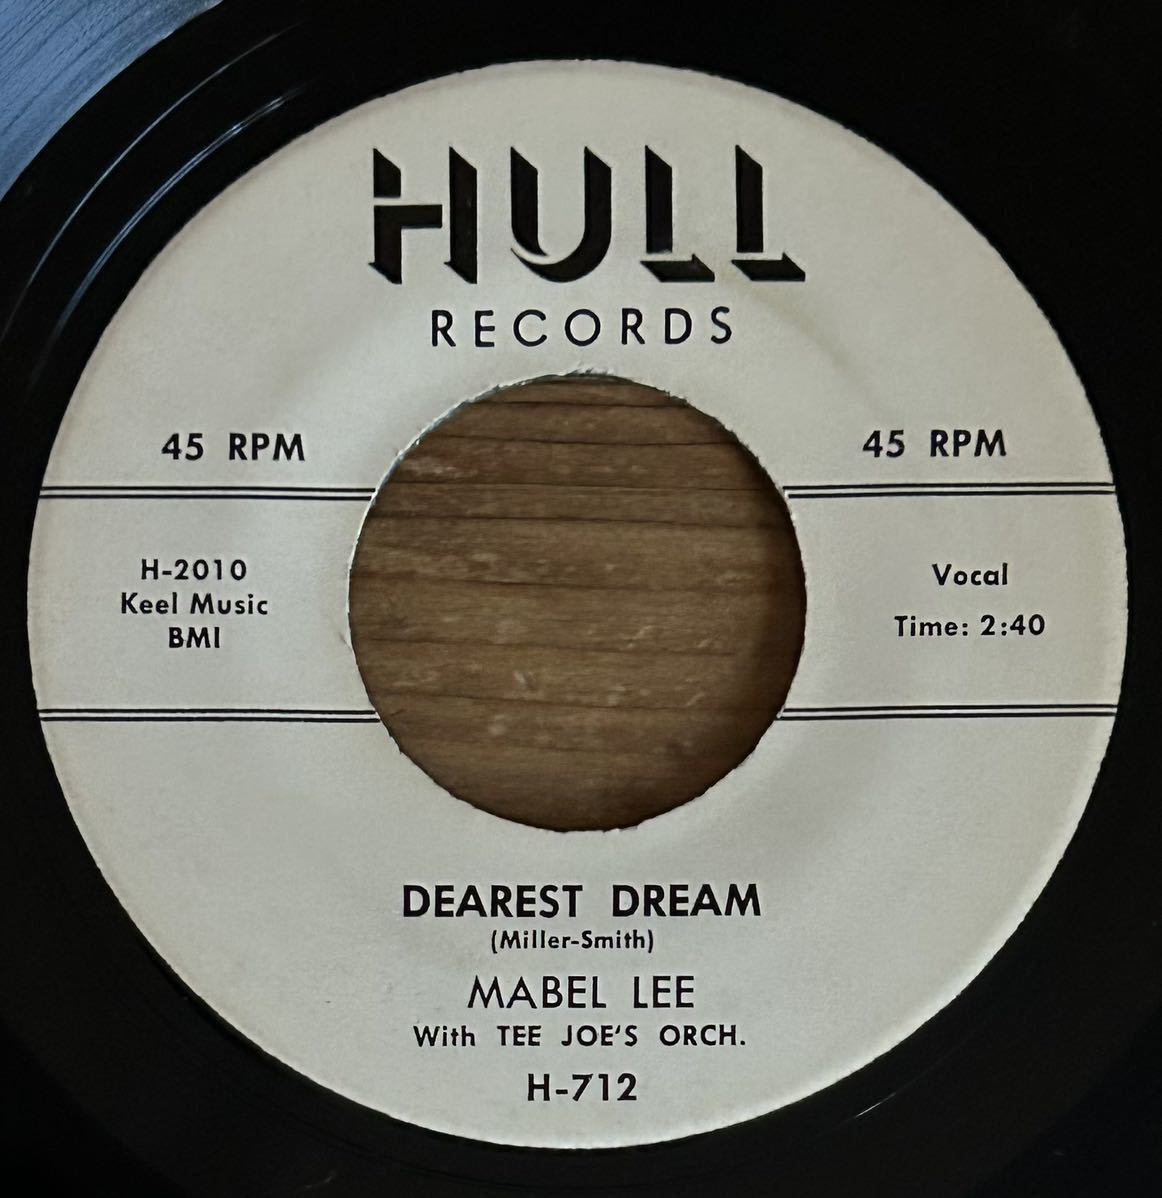 HULL
RECORDS
45 RPM
45 RPM
H-2010
Keel Music
BMI
Vocal
Time: 2:40
DEAREST DREAM
(Miller-Smith)
MABEL LEE
With TEE JOE'S ORCH.
H-712